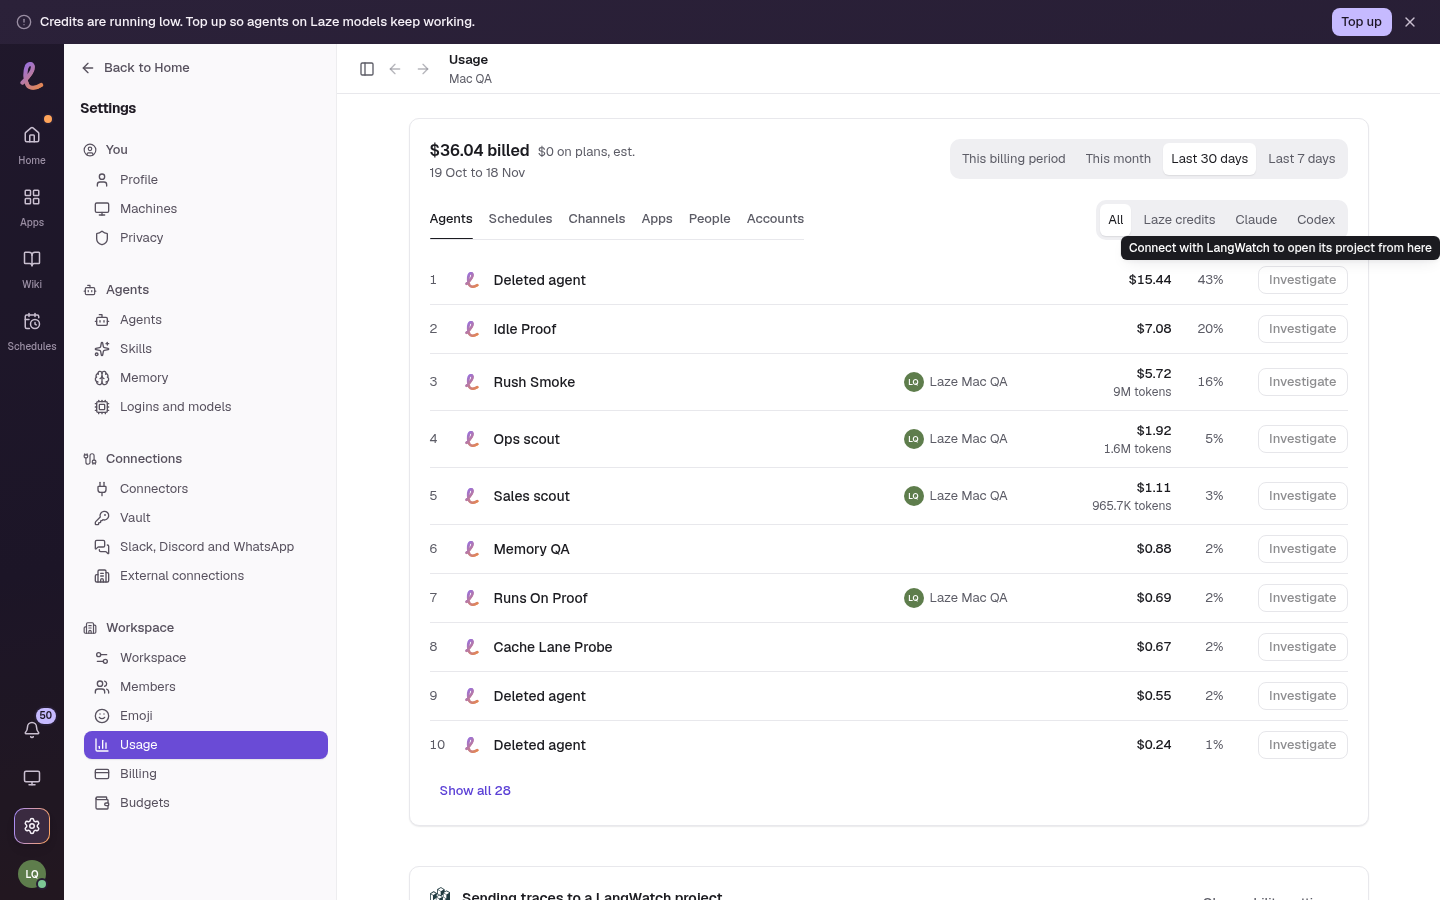 Credits are running low. Top up so agents on Laze models keep working.
Top up
Back to Home
Settings
You
Profile
Machines
Privacy
Agents
Agents
Skills
Memory
Logins and models
Connections
Connectors
Vault
Slack, Discord and WhatsApp
External connections
Workspace
Workspace
Members
Emoji
Usage
Billing
Budgets
Home
Apps
Wiki
Schedules
50
LQ
Usage
Mac QA
$36.04 billed $0 on plans, est.
19 Oct to 18 Nov
This billing period This month Last 30 days Last 7 days
Agents Schedules Channels Apps People Accounts
All Laze credits Claude Codex
Connect with LangWatch to open its project from here
1 Deleted agent $15.44 43% Investigate
2 Idle Proof $7.08 20% Investigate
3 Rush Smoke LQ Laze Mac QA $5.72 16% Investigate
9M tokens
4 Ops scout LQ Laze Mac QA $1.92 5% Investigate
1.6M tokens
5 Sales scout LQ Laze Mac QA $1.11 3% Investigate
965.7K tokens
6 Memory QA $0.88 2% Investigate
7 Runs On Proof LQ Laze Mac QA $0.69 2% Investigate
8 Cache Lane Probe $0.67 2% Investigate
9 Deleted agent $0.55 2% Investigate
10 Deleted agent $0.24 1% Investigate
Show all 28
Sending traces to a LangWatch project